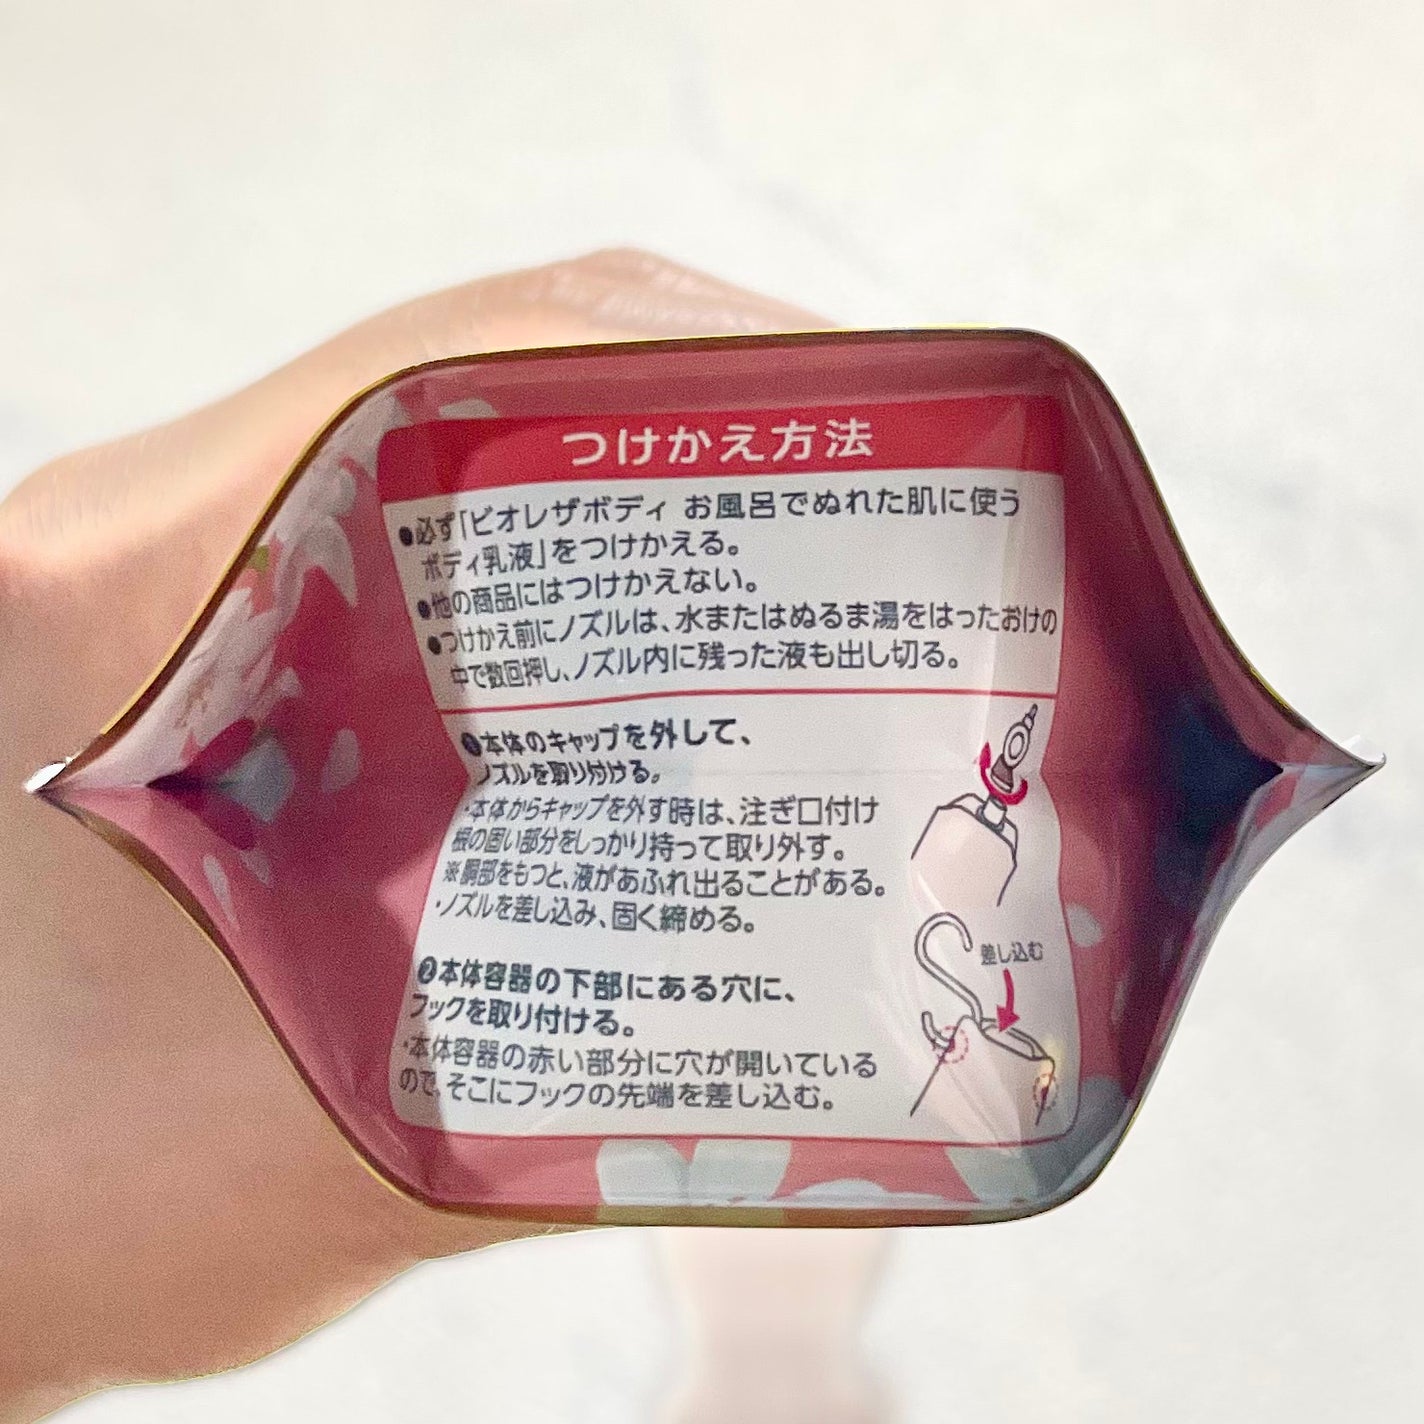 つけかえ方法
●必ず「ビオレザボディ お風呂でぬれた肌に使う
ボディ乳液」をつけかえる。
●他の商品にはつけかえない。
●つけかえ前にノズルは、水またはぬるま湯をはったおけの
中で数回押し、ノズル内に残った液も出し切る。
❶本体のキャップを外して、
ノズルを取り付ける。
・本体からキャップを外す時は、注ぎ口付け
根の固い部分をしっかり持って取り外す。
※胴部をもつと、液があふれ出ることがある。
・ノズルを差し込み、固く締める。
❷本体容器の下部にある穴に、
フックを取り付ける。
・本体容器の赤い部分に穴が開いている
ので、そこにフックの先端を差し込む。
差し込む